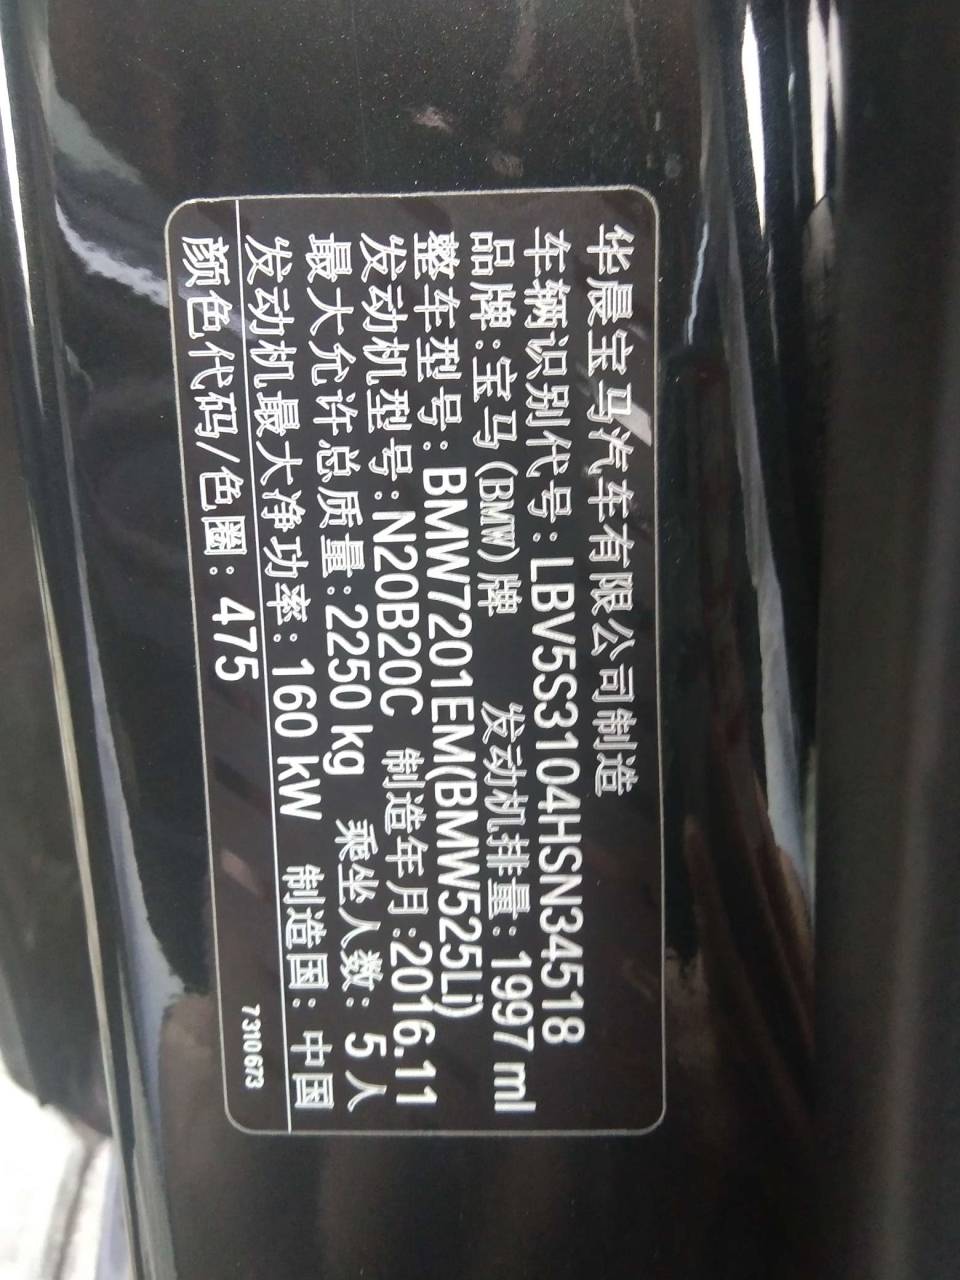 华晨宝马汽车有限公司制造
车辆识别代号:LBV5S3104HSN34518
品牌:宝马(BMW)牌 发动机排量:1997 ml
整车型号:BMW7201EM(BMW525Li)
发动机型号:N20B20C 制造年月:2016.11
最大允许总质量:2250 kg 乘坐人数:5人
发动机最大净功率:160 kW 制造国:中国
颜色代码/色圈:475 7310673